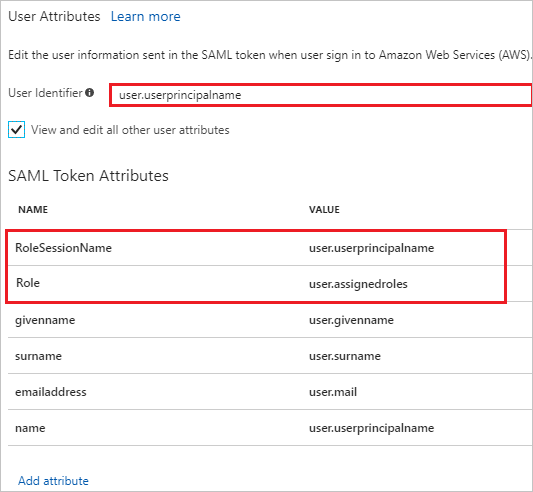 User Attributes Learn more
Edit the user information sent in the SAML token when user sign in to Amazon Web Services (AWS).
User Identifier user.userprincipalname
View and edit all other user attributes
SAML Token Attributes
NAME VALUE
RoleSessionName user.userprincipalname
Role user.assignedroles
givenname user.givenname
surname user.surname
emailaddress user.mail
name user.userprincipalname
Add attribute